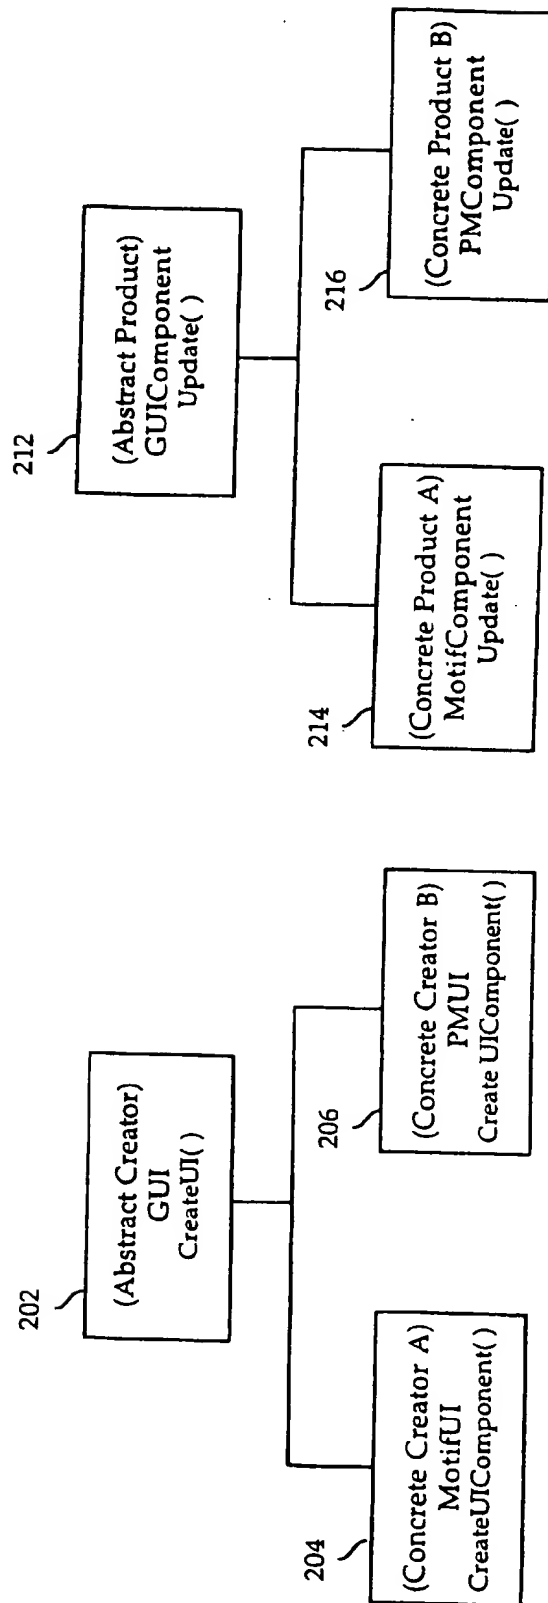 202
(Abstract Creator)
GUI
CreateUI( )
204
(Concrete Creator A)
MotifUI
CreateUIComponent()
206
(Concrete Creator B)
PMUI
Create UIComponent()
212
(Abstract Product)
GUIComponent
Update( )
214
(Concrete Product A)
MotifComponent
Update( )
216
(Concrete Product B)
PMComponent
Update( )